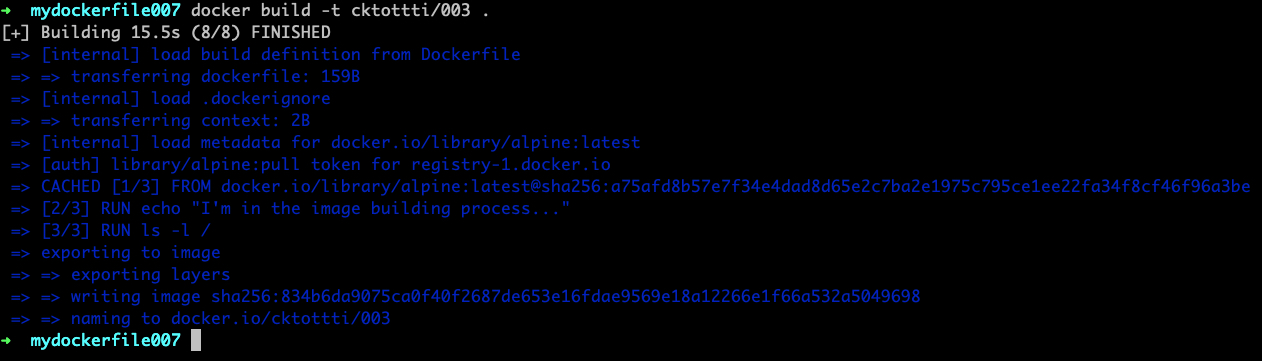 ➜ mydockerfile007 docker build -t cktottti/003 .
[+] Building 15.5s (8/8) FINISHED
=> [internal] load build definition from Dockerfile
=> => transferring dockerfile: 159B
=> [internal] load .dockerignore
=> => transferring context: 2B
=> [internal] load metadata for docker.io/library/alpine:latest
=> [auth] library/alpine:pull token for registry-1.docker.io
=> CACHED [1/3] FROM docker.io/library/alpine:latest@sha256:a75afd8b57e7f34e4dad8d65e2c7ba2e1975c795ce1ee22fa34f8cf46f96a3be
=> [2/3] RUN echo "I'm in the image building process..."
=> [3/3] RUN ls -l /
=> exporting to image
=> => exporting layers
=> => writing image sha256:834b6da9075ca0f40f2687de653e16fdae9569e18a12266e1f66a532a5049698
=> => naming to docker.io/cktottti/003
➜ mydockerfile007